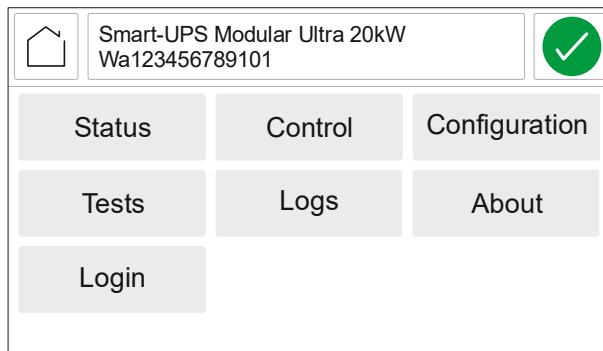 Smart-UPS Modular Ultra 20kW
Wa123456789101
Status
Control
Configuration
Tests
Logs
About
Login